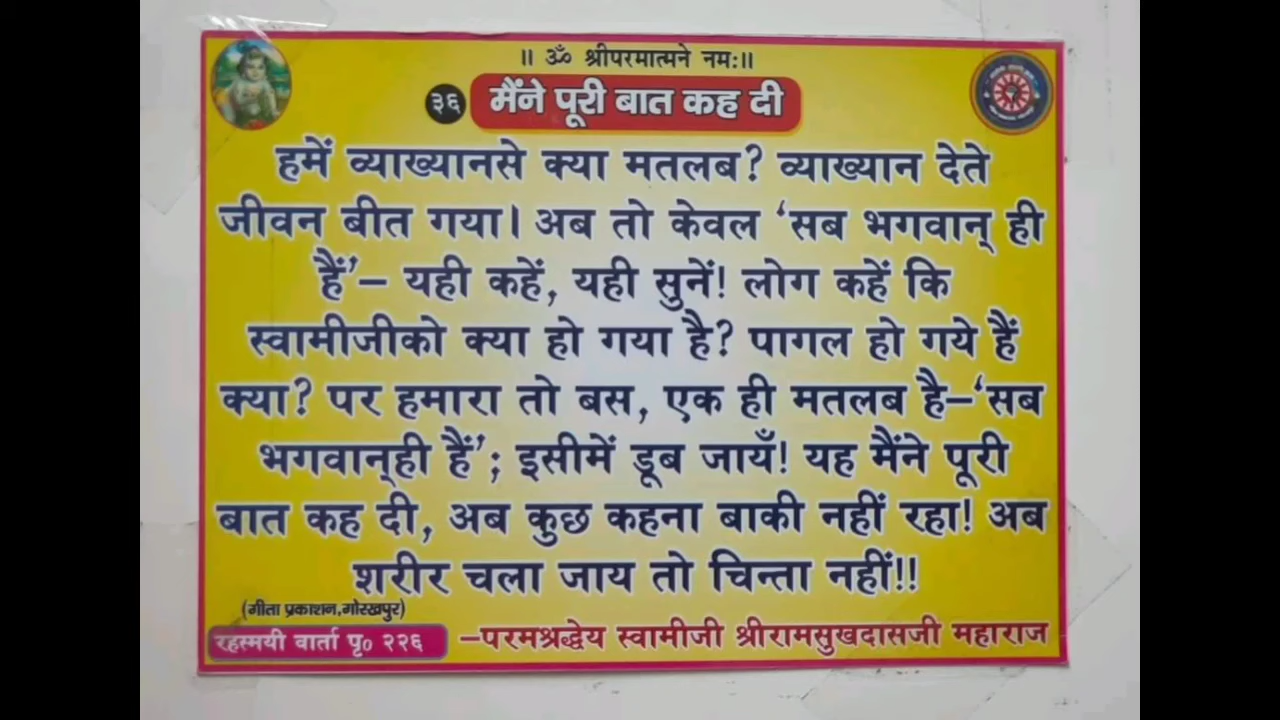 ॥ ॐ श्रीपरमात्मने नमः॥
३६ मैंने पूरी बात कह दी
हमें व्याख्यानसे क्या मतलब? व्याख्यान देते
जीवन बीत गया। अब तो केवल ‘सब भगवान् ही
हैं’– यही कहें, यही सुनें! लोग कहें कि
स्वामीजीको क्या हो गया है? पागल हो गये हैं
क्या? पर हमारा तो बस, एक ही मतलब है–‘सब
भगवान्‌ही हैं’; इसीमें डूब जायँ! यह मैंने पूरी
बात कह दी, अब कुछ कहना बाकी नहीं रहा! अब
शरीर चला जाय तो चिन्ता नहीं!!
(गीता प्रकाशन,गोरखपुर)
रहस्मयी वार्ता पृ० २२६ –परमश्रद्धेय स्वामीजी श्रीरामसुखदासजी महाराज